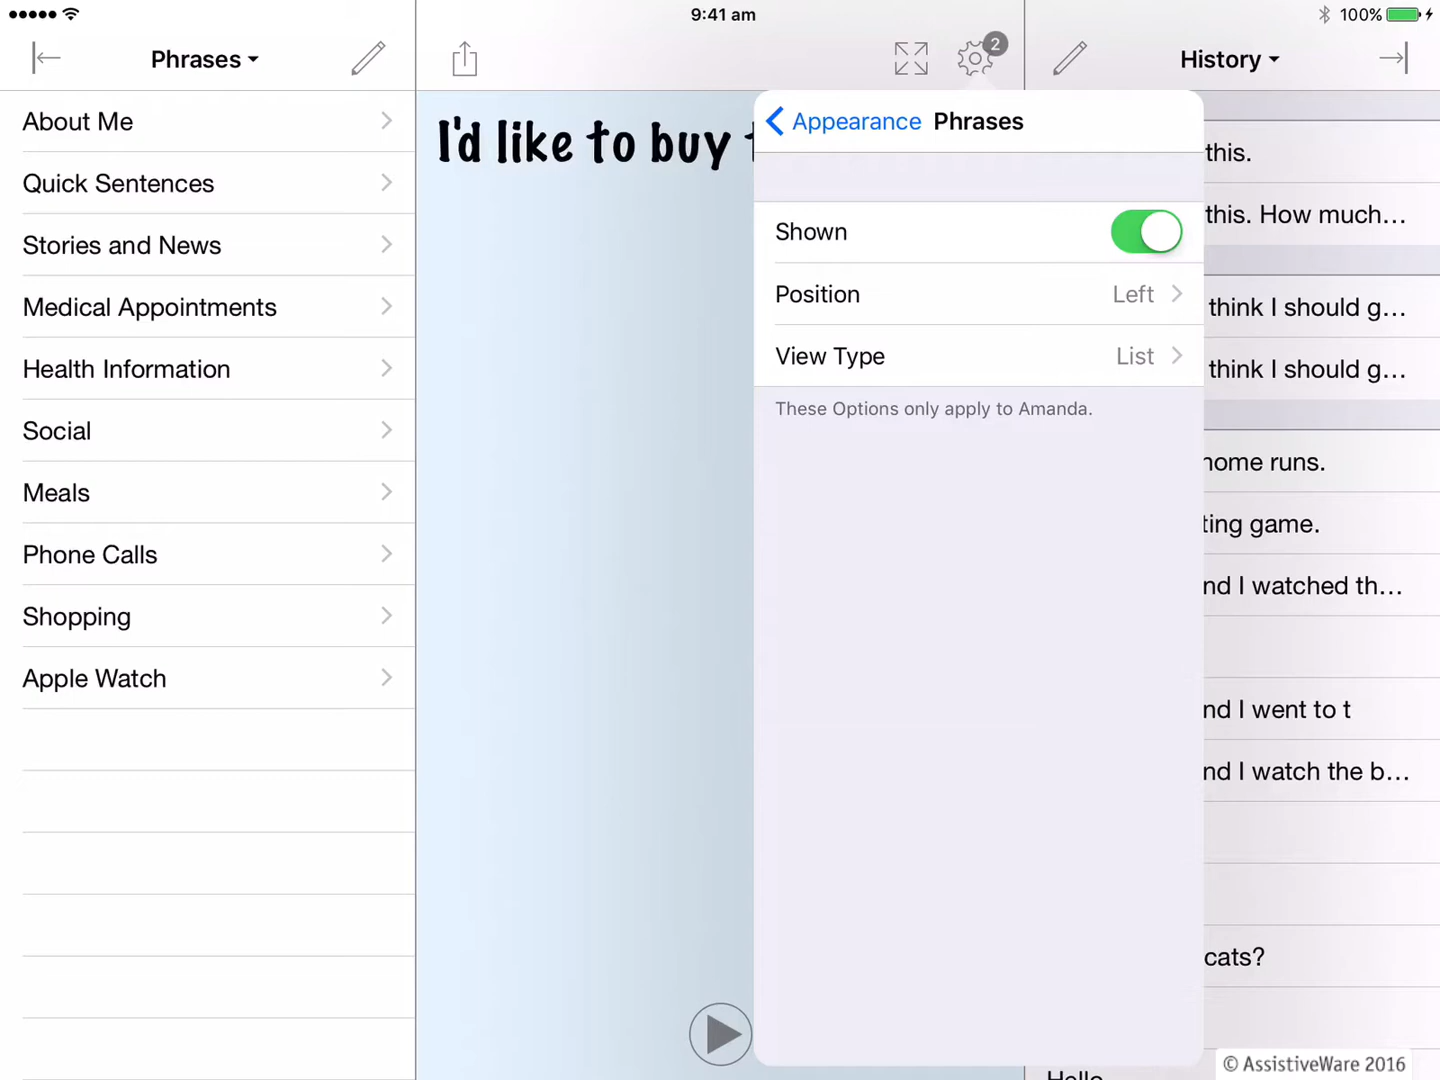 9:41 am
100%
Phrases
2
History
About Me
Quick Sentences
Stories and News
Medical Appointments
Health Information
Social
Meals
Phone Calls
Shopping
Apple Watch
I'd like to buy t
Appearance
Phrases
Shown
Position Left
View Type List
These Options only apply to Amanda.
this.
this. How much...
think I should g...
think I should g...
home runs.
ting game.
nd I watched th...
nd I went to t
nd I watch the b...
cats?
Hello
© AssistiveWare 2016